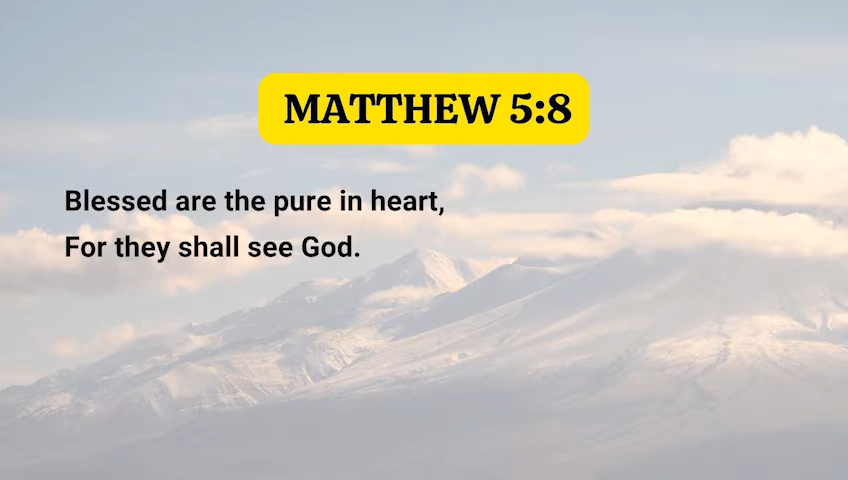 MATTHEW 5:8
Blessed are the pure in heart,
For they shall see God.